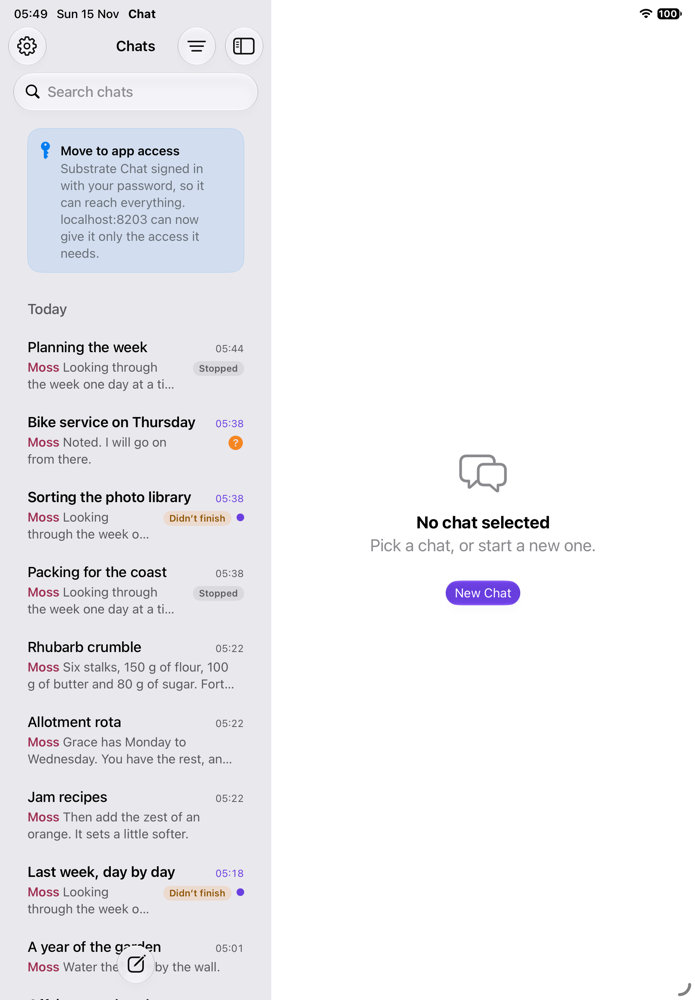 05:49 Sun 15 Nov Chat
100
Chats
Search chats
Move to app access
Substrate Chat signed in
with your password, so it
can reach everything.
localhost:8203 can now
give it only the access it
needs.
Today
Planning the week 05:44
Moss Looking through Stopped
the week one day at a ti...
Bike service on Thursday 05:38
Moss Noted. I will go on ?
from there.
Sorting the photo library 05:38
Moss Looking Didn't finish
through the week o...
Packing for the coast 05:38
Moss Looking through Stopped
the week one day at a ti...
Rhubarb crumble 05:22
Moss Six stalks, 150 g of flour, 100
g of butter and 80 g of sugar. Fort...
Allotment rota 05:22
Moss Grace has Monday to
Wednesday. You have the rest, an...
Jam recipes 05:22
Moss Then add the zest of an
orange. It sets a little softer.
Last week, day by day 05:18
Moss Looking Didn't finish
through the week o...
A year of the garden 05:01
Moss Water the by the wall.
No chat selected
Pick a chat, or start a new one.
New Chat